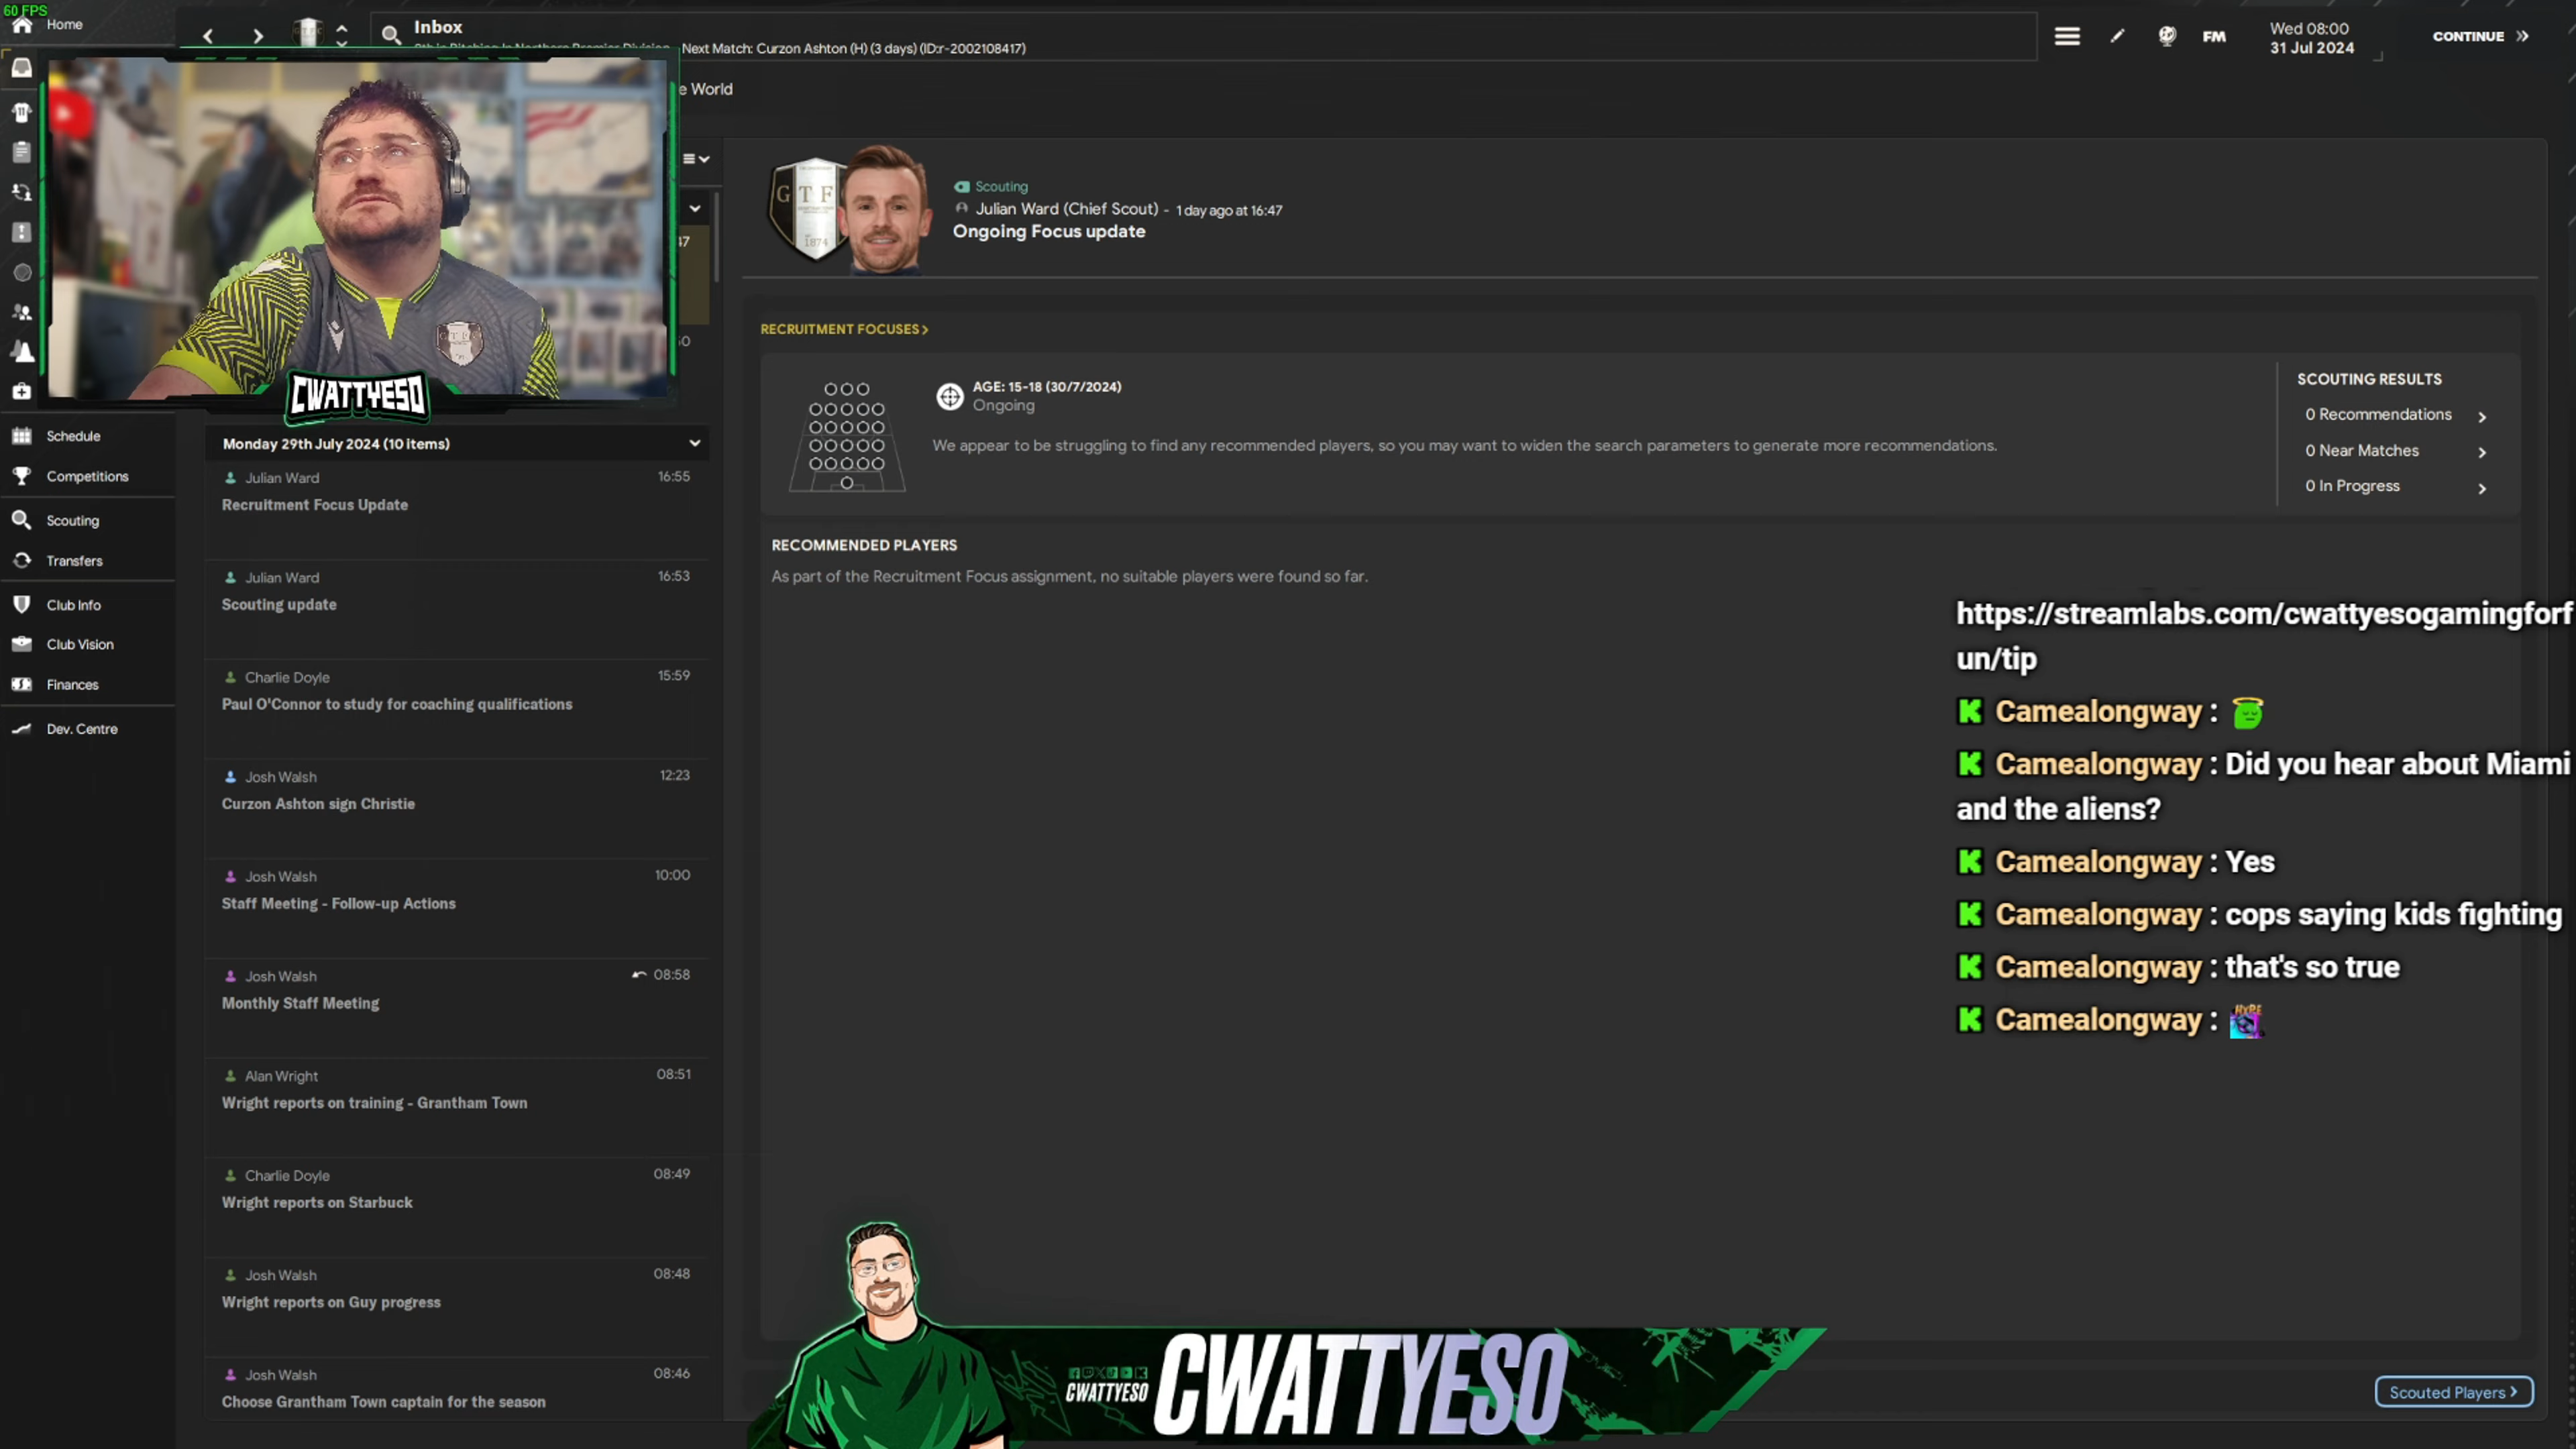 60 FPS
Home
Inbox
Next Match: Curzon Ashton (H) (3 days) (ID:r-2002108417)
FM
Wed 08:00
31 Jul 2024
CONTINUE
e World
GTF
1874
Scouting
Julian Ward (Chief Scout) - 1 day ago at 16:47
Ongoing Focus update
RECRUITMENT FOCUSES
AGE: 15-18 (30/7/2024)
Ongoing
We appear to be struggling to find any recommended players, so you may want to widen the search parameters to generate more recommendations.
SCOUTING RESULTS
0 Recommendations
0 Near Matches
0 In Progress
RECOMMENDED PLAYERS
As part of the Recruitment Focus assignment, no suitable players were found so far.
CWATTYESO
Schedule
Competitions
Scouting
Transfers
Club Info
Club Vision
Finances
Dev. Centre
Monday 29th July 2024 (10 items)
Julian Ward 16:55
Recruitment Focus Update
Julian Ward 16:53
Scouting update
Charlie Doyle 15:59
Paul O'Connor to study for coaching qualifications
Josh Walsh 12:23
Curzon Ashton sign Christie
Josh Walsh 10:00
Staff Meeting - Follow-up Actions
Josh Walsh 08:58
Monthly Staff Meeting
Alan Wright 08:51
Wright reports on training - Grantham Town
Charlie Doyle 08:49
Wright reports on Starbuck
Josh Walsh 08:48
Wright reports on Guy progress
Josh Walsh 08:46
Choose Grantham Town captain for the season
https://streamlabs.com/cwattyesogamingforf
un/tip
Camealongway :
Camealongway : Did you hear about Miami
and the aliens?
Camealongway : Yes
Camealongway : cops saying kids fighting
Camealongway : that's so true
Camealongway : HYPE
CWATTYESO
CWATTYESO
Scouted Players